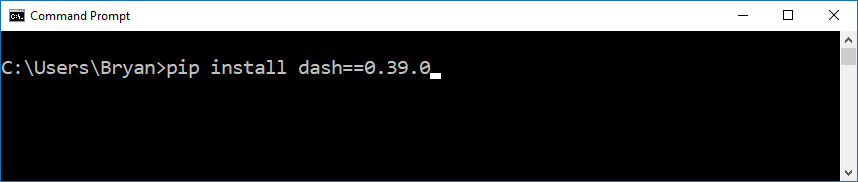 Command Prompt
C:\Users\Bryan>pip install dash==0.39.0